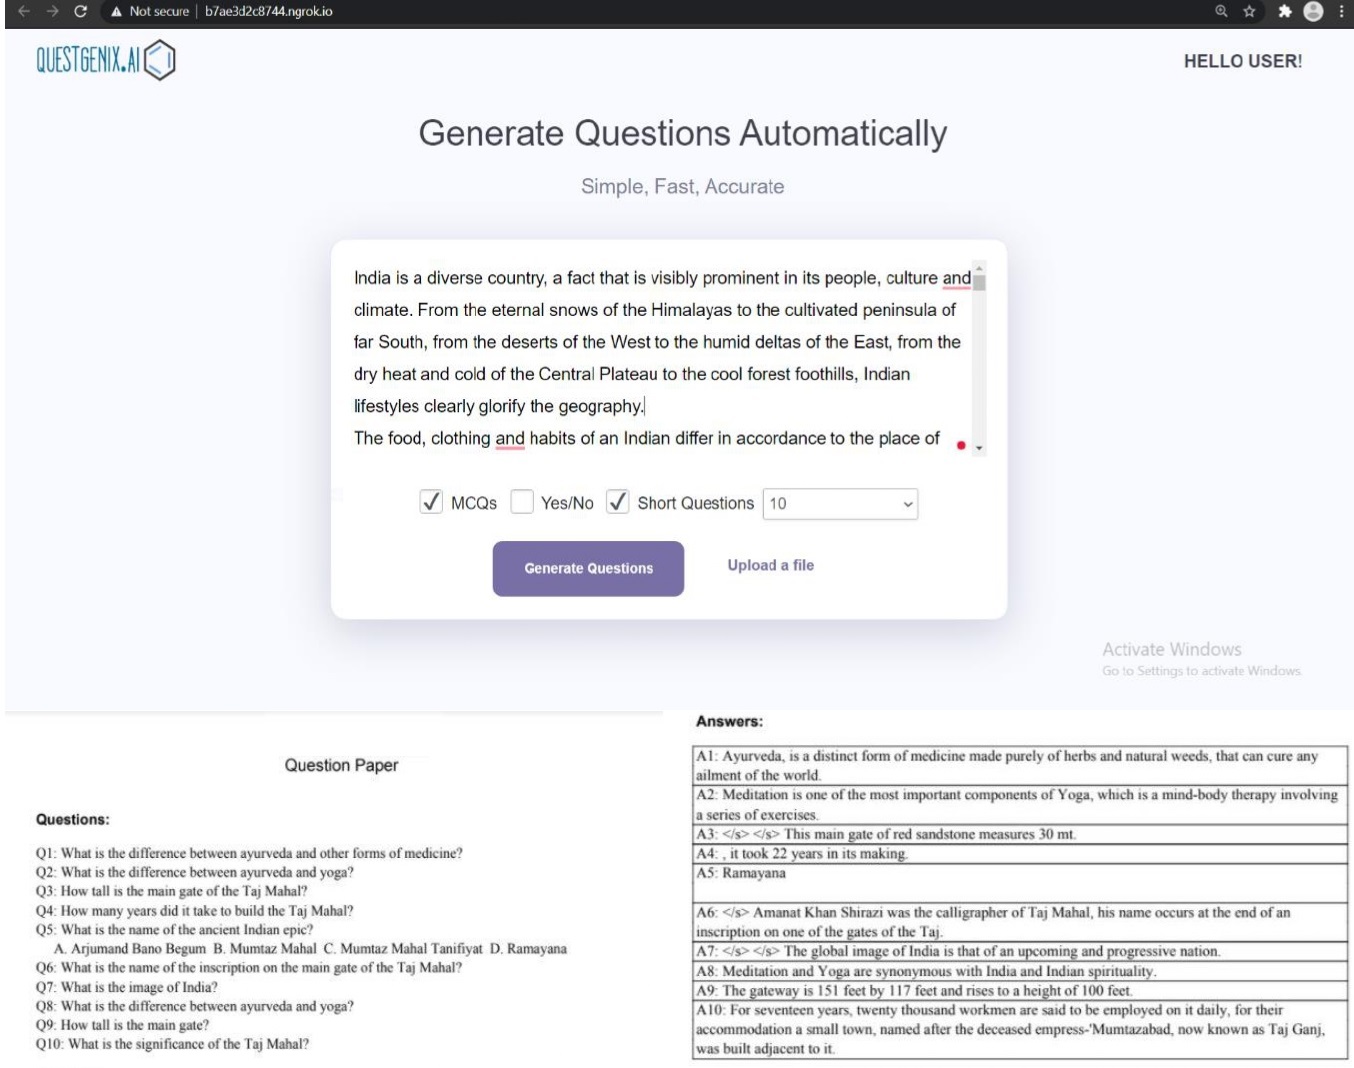 Not secure | b7ae3d2c8744.ngrok.io
QUESTGENIX.AI
HELLO USER!
Generate Questions Automatically
Simple, Fast, Accurate
India is a diverse country, a fact that is visibly prominent in its people, culture and
climate. From the eternal snows of the Himalayas to the cultivated peninsula of
far South, from the deserts of the West to the humid deltas of the East, from the
dry heat and cold of the Central Plateau to the cool forest foothills, Indian
lifestyles clearly glorify the geography.
The food, clothing and habits of an Indian differ in accordance to the place of
MCQs Yes/No Short Questions 10
Generate Questions Upload a file
Activate Windows
Go to Settings to activate Windows.
Question Paper
Questions:
Q1: What is the difference between ayurveda and other forms of medicine?
Q2: What is the difference between ayurveda and yoga?
Q3: How tall is the main gate of the Taj Mahal?
Q4: How many years did it take to build the Taj Mahal?
Q5: What is the name of the ancient Indian epic?
A. Arjumand Bano Begum B. Mumtaz Mahal C. Mumtaz Mahal Tanifiyat D. Ramayana
Q6: What is the name of the inscription on the main gate of the Taj Mahal?
Q7: What is the image of India?
Q8: What is the difference between ayurveda and yoga?
Q9: How tall is the main gate?
Q10: What is the significance of the Taj Mahal?
Answers:
A1: Ayurveda, is a distinct form of medicine made purely of herbs and natural weeds, that can cure any
ailment of the world.
A2: Meditation is one of the most important components of Yoga, which is a mind-body therapy involving
a series of exercises.
A3: </s> </s> This main gate of red sandstone measures 30 mt.
A4: , it took 22 years in its making.
A5: Ramayana
A6: </s> Amanat Khan Shirazi was the calligrapher of Taj Mahal, his name occurs at the end of an
inscription on one of the gates of the Taj.
A7: </s> </s> The global image of India is that of an upcoming and progressive nation.
A8: Meditation and Yoga are synonymous with India and Indian spirituality.
A9: The gateway is 151 feet by 117 feet and rises to a height of 100 feet.
A10: For seventeen years, twenty thousand workmen are said to be employed on it daily, for their
accommodation a small town, named after the deceased empress-'Mumtazabad, now known as Taj Ganj,
was built adjacent to it.